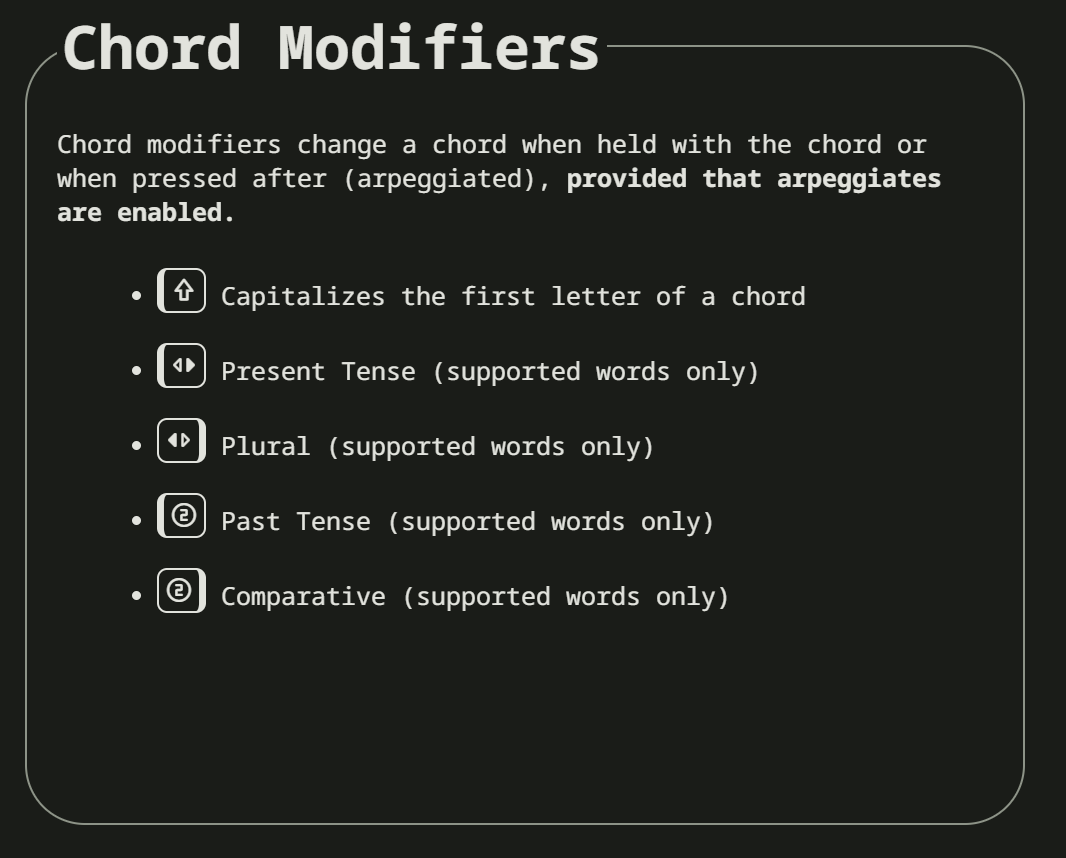 Chord Modifiers
Chord modifiers change a chord when held with the chord or
when pressed after (arpeggiated), provided that arpeggiates
are enabled.
Capitalizes the first letter of a chord
Present Tense (supported words only)
Plural (supported words only)
2 Past Tense (supported words only)
2 Comparative (supported words only)